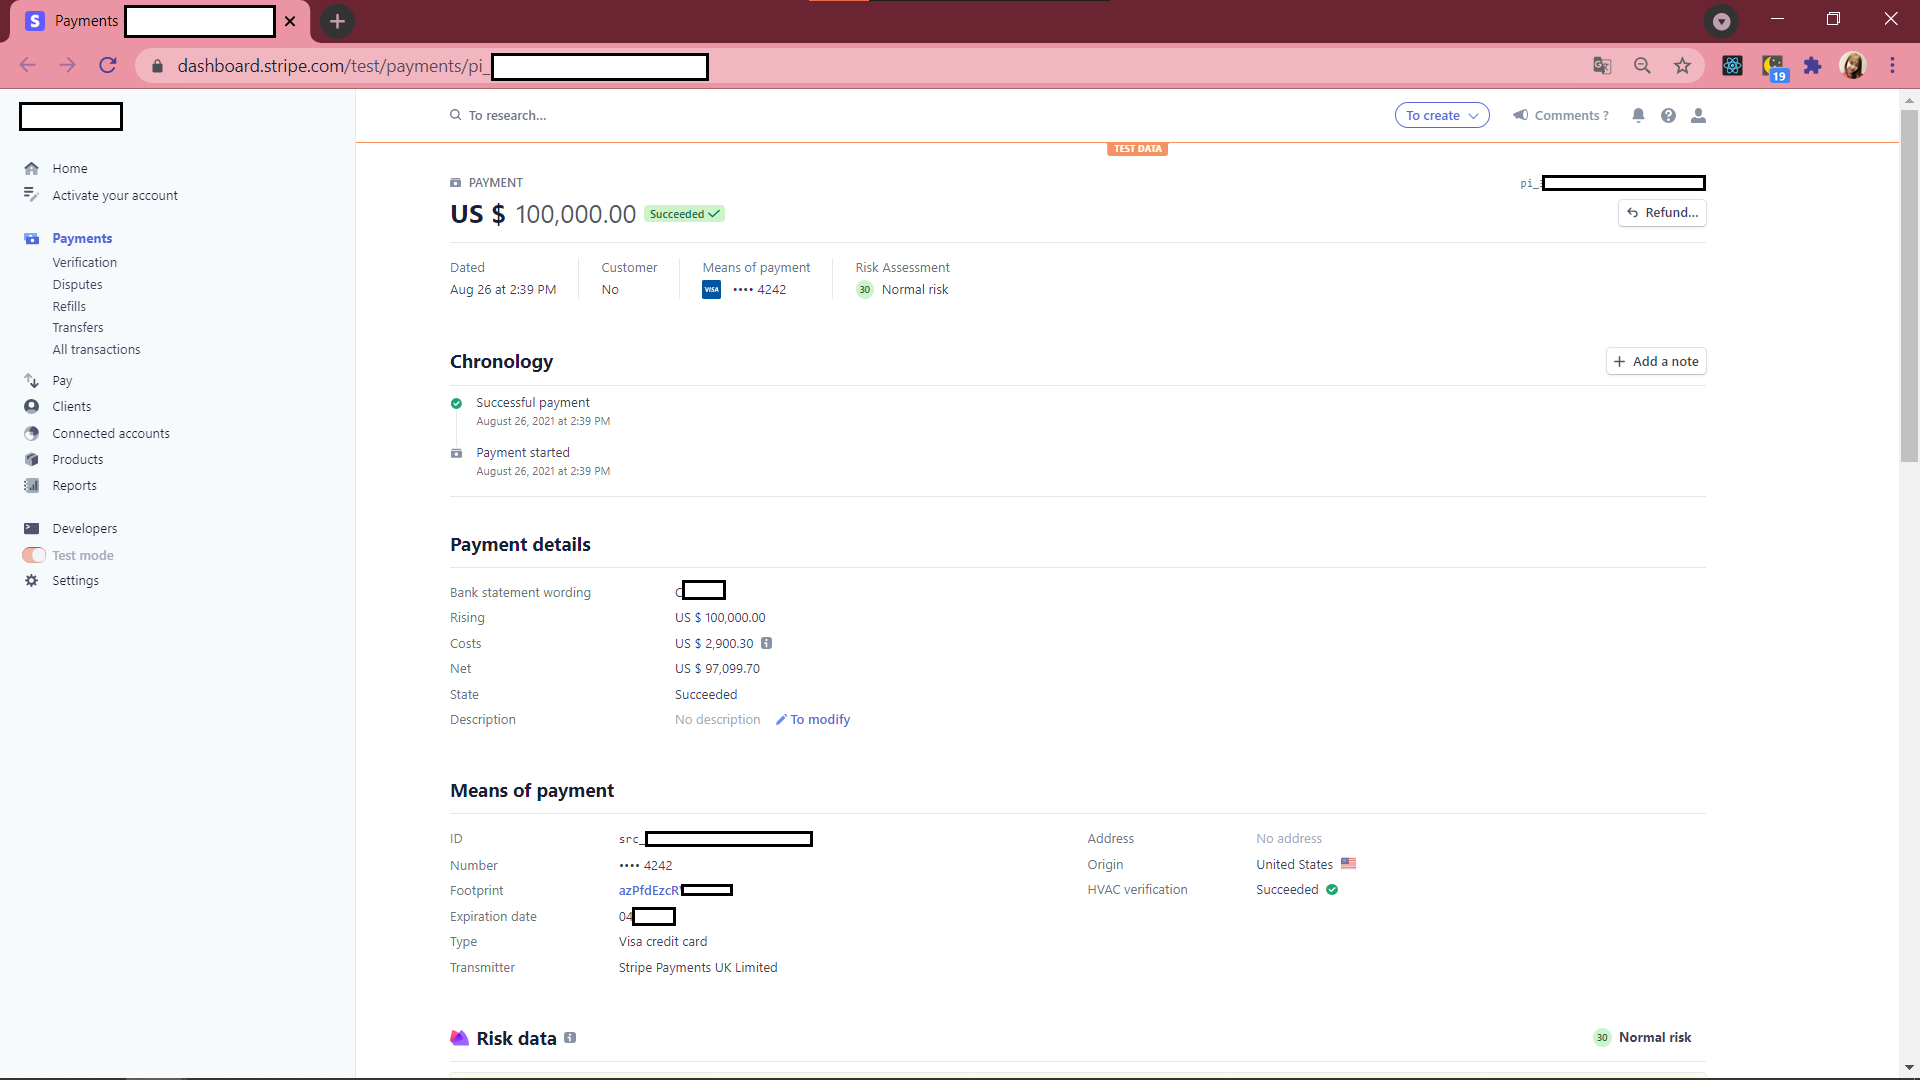 Payments
dashboard.stripe.com/test/payments/pi_
19
To research...
To create
Comments ?
TEST DATA
Home
Activate your account
Payments
Verification
Disputes
Refills
Transfers
All transactions
Pay
Clients
Connected accounts
Products
Reports
Developers
Test mode
Settings
PAYMENT
pi_
US $ 100,000.00 Succeeded
Refund...
Dated Customer Means of payment Risk Assessment
Aug 26 at 2:39 PM No VISA •••• 4242 30 Normal risk
Chronology
Add a note
Successful payment
August 26, 2021 at 2:39 PM
Payment started
August 26, 2021 at 2:39 PM
Payment details
Bank statement wording
Rising US $ 100,000.00
Costs US $ 2,900.30
Net US $ 97,099.70
State Succeeded
Description No description To modify
Means of payment
ID src_
Number •••• 4242
Footprint azPfdEzcR
Expiration date 04
Type Visa credit card
Transmitter Stripe Payments UK Limited
Address No address
Origin United States
HVAC verification Succeeded
Risk data
30 Normal risk